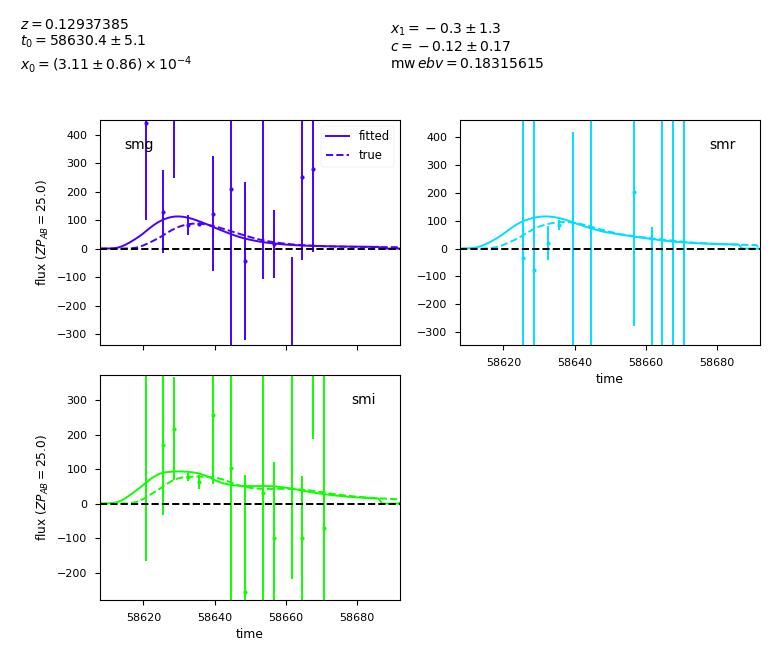 z = 0.12937385
t₀ = 58630.4 ± 5.1
x₀ = (3.11 ± 0.86) × 10⁻⁴
x₁ = −0.3 ± 1.3
c = −0.12 ± 0.17
mw ebv = 0.18315615
smg
fitted
true
flux (ZP_AB = 25.0)
400
300
200
100
0
−100
−200
−300
smr
400
300
200
100
0
−100
−200
−300
58620 58640 58660 58680
time
smi
flux (ZP_AB = 25.0)
300
200
100
0
−100
−200
58620 58640 58660 58680
time